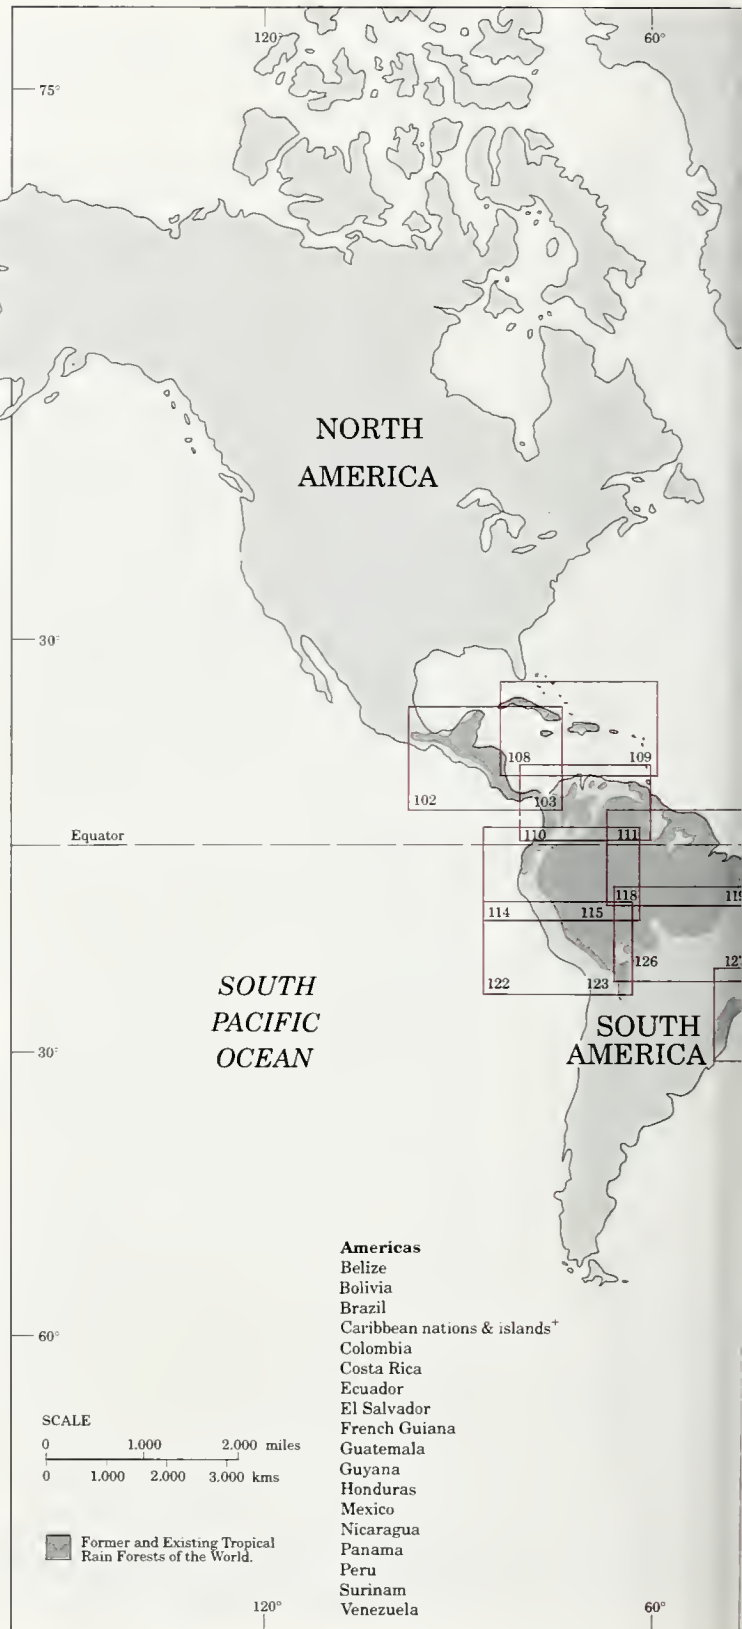 120°
60°
75°
NORTH
AMERICA
30°
108
109
102
103
110
111
Equator
118
119
114
115
126
127
122
123
SOUTH
PACIFIC
OCEAN
SOUTH
AMERICA
30°
Americas
Belize
Bolivia
Brazil
Caribbean nations & islands+
Colombia
Costa Rica
Ecuador
El Salvador
French Guiana
Guatemala
Guyana
Honduras
Mexico
Nicaragua
Panama
Peru
Surinam
Venezuela
60°
SCALE
0 1.000 2.000 miles
0 1.000 2.000 3.000 kms
Former and Existing Tropical
Rain Forests of the World.
120°
60°